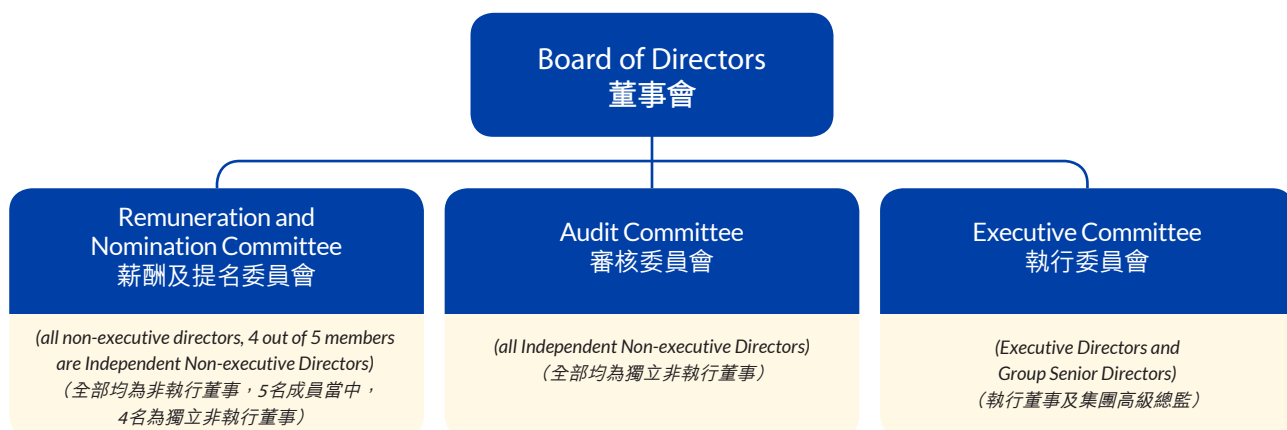 Board of Directors
董事會
Remuneration and
Nomination Committee
薪酬及提名委員會
(all non-executive directors, 4 out of 5 members
are Independent Non-executive Directors)
（全部均為非執行董事，5名成員當中，
4名為獨立非執行董事）
Audit Committee
審核委員會
(all Independent Non-executive Directors)
（全部均為獨立非執行董事）
Executive Committee
執行委員會
(Executive Directors and
Group Senior Directors)
（執行董事及集團高級總監）